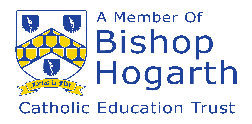 A Member Of
Bishop
Hogarth
Catholic Education Trust